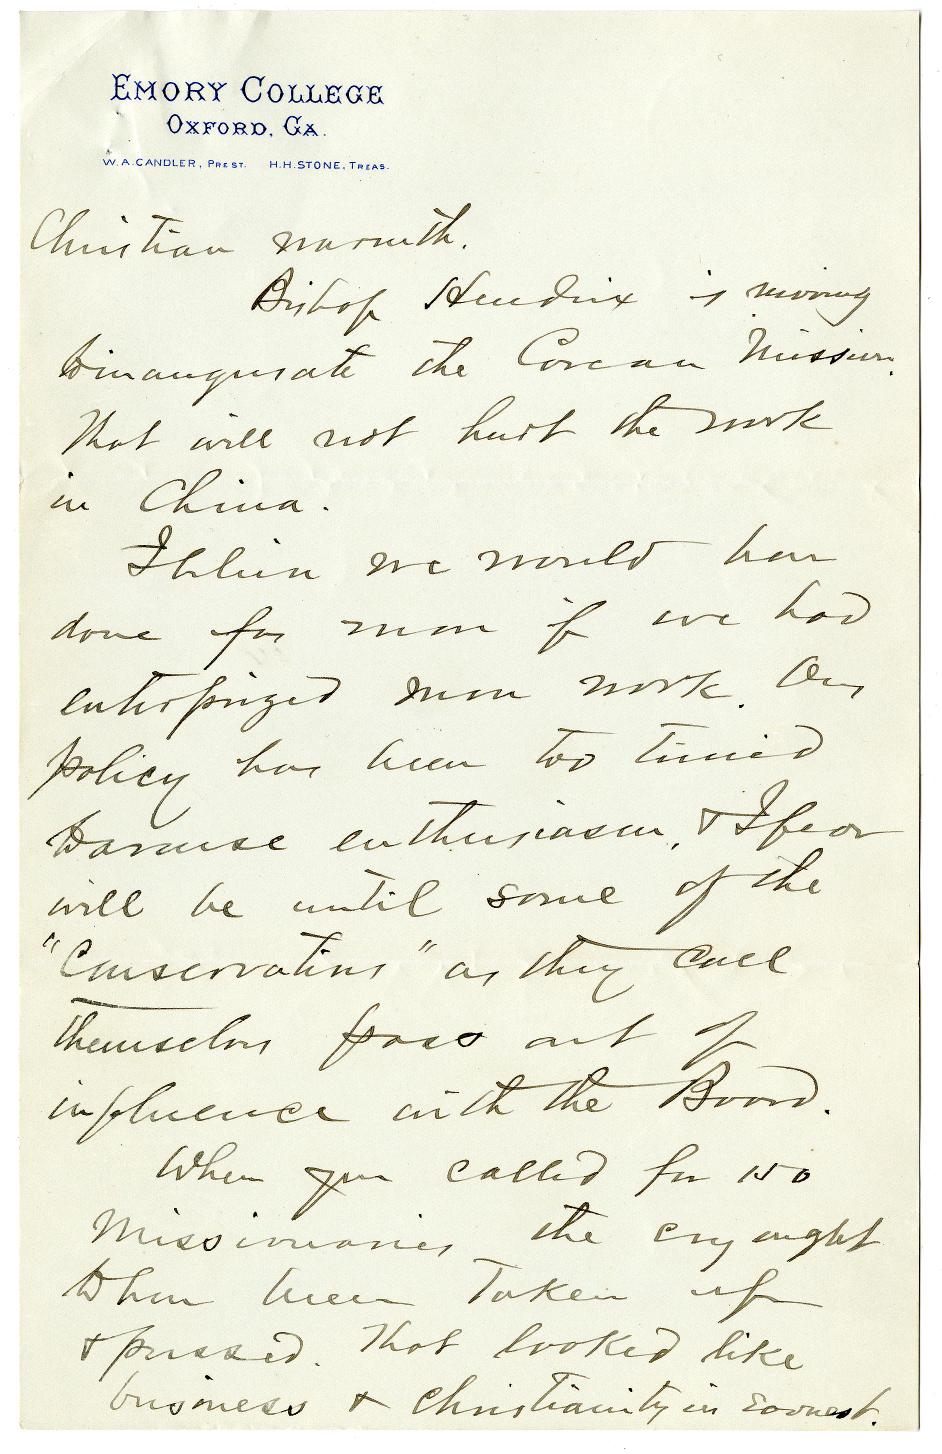 EMORY COLLEGE
OXFORD, GA.
W.A. CANDLER, PREST. H.H. STONE, TREAS.
Christian warmth.
Bishop Hendrix is moving
to inaugurate the Corean Mission.
That will not hurt the work
in China.
I believe we would have
done far more if we had
enterprized more work. Our
policy has been too timid
to arouse enthusiasm, & I fear
will be until some of the
"Conservatives" as they call
themselves pass out of
influence with the Board.
When you called for 150
Missionaries the cry ought
to have been taken up
& pressed. That looked like
business & Christianity in earnest.